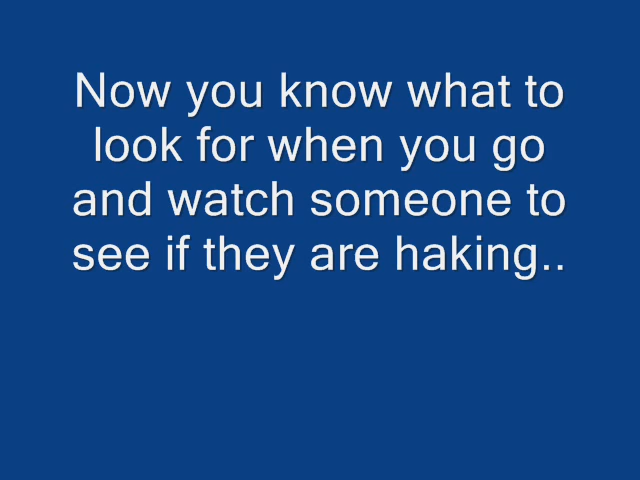 Now you know what to
look for when you go
and watch someone to
see if they are haking..